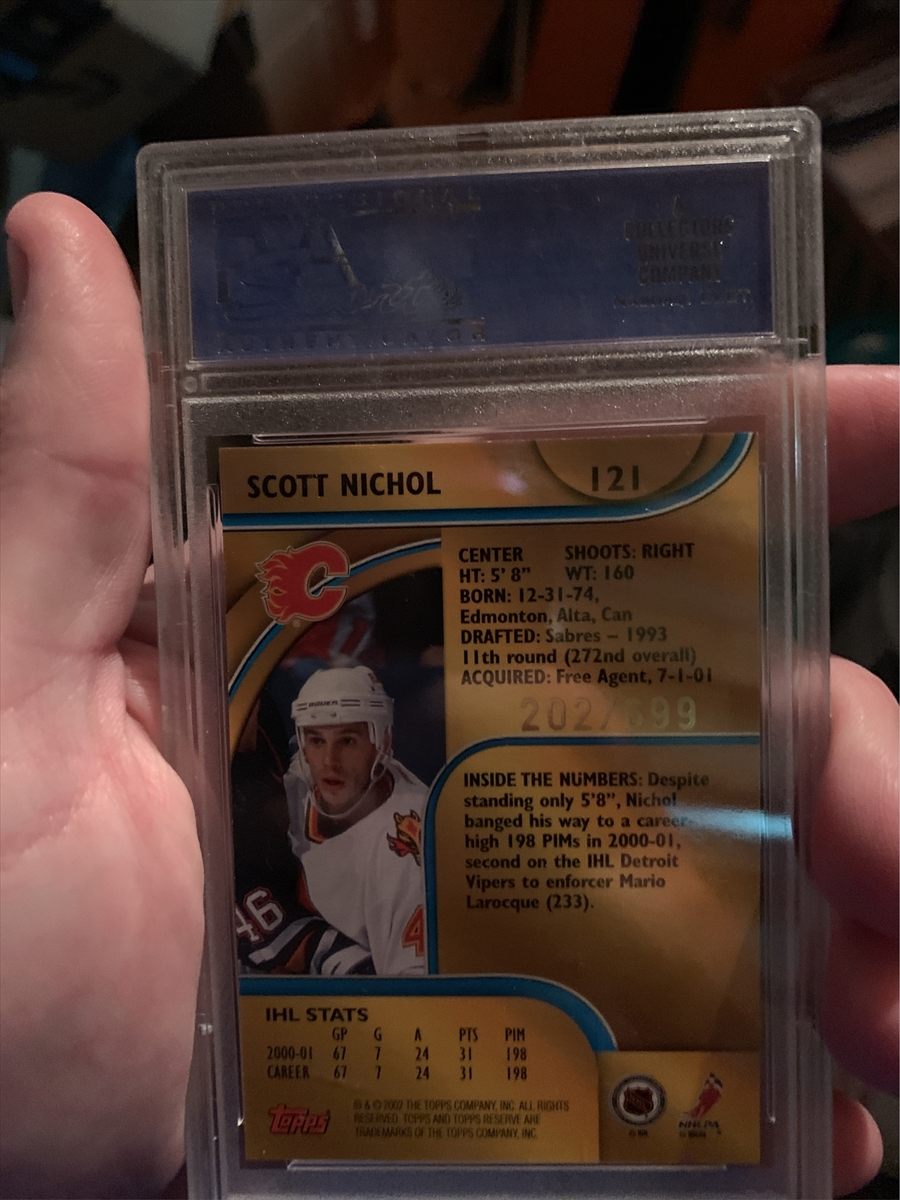 A
COLLECTORS
UNIVERSE
COMPANY
SCOTT NICHOL
121
CENTER SHOOTS: RIGHT
HT: 5' 8" WT: 160
BORN: 12-31-74,
Edmonton, Alta, Can
DRAFTED: Sabres – 1993
11th round (272nd overall)
ACQUIRED: Free Agent, 7-1-01
202/699
BAUER
46
4
INSIDE THE NUMBERS: Despite
standing only 5'8", Nichol
banged his way to a career-
high 198 PIMs in 2000-01,
second on the IHL Detroit
Vipers to enforcer Mario
Larocque (233).
IHL STATS
GP G A PTS PIM
2000-01 67 7 24 31 198
CAREER 67 7 24 31 198
topps
® & © 2002 THE TOPPS COMPANY, INC. ALL RIGHTS
RESERVED. TOPPS AND TOPPS RESERVE ARE
TRADEMARKS OF THE TOPPS COMPANY, INC.
NHL
NHLPA